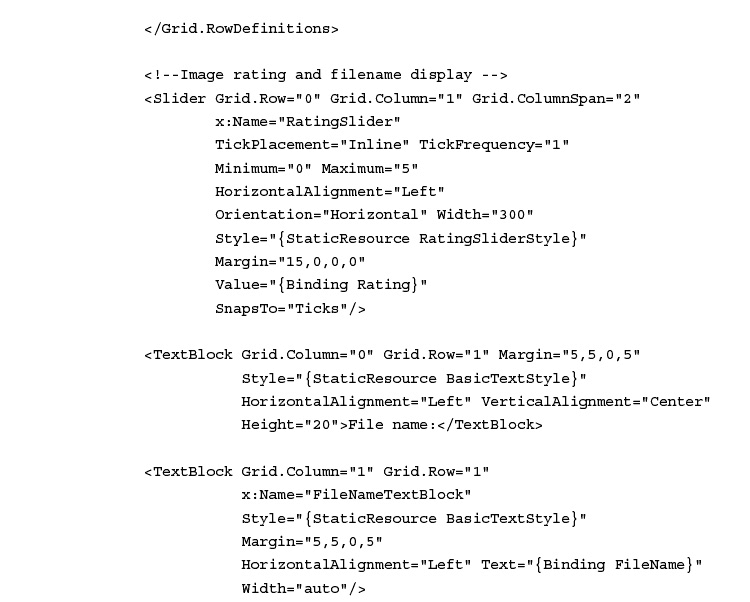 </Grid.RowDefinitions>
<!--Image rating and filename display -->
<Slider Grid.Row="0" Grid.Column="1" Grid.ColumnSpan="2"
x:Name="RatingSlider"
TickPlacement="Inline" TickFrequency="1"
Minimum="0" Maximum="5"
HorizontalAlignment="Left"
Orientation="Horizontal" Width="300"
Style="{StaticResource RatingSliderStyle}"
Margin="15,0,0,0"
Value="{Binding Rating}"
SnapsTo="Ticks"/>
<TextBlock Grid.Column="0" Grid.Row="1" Margin="5,5,0,5"
Style="{StaticResource BasicTextStyle}"
HorizontalAlignment="Left" VerticalAlignment="Center"
Height="20">File name:</TextBlock>
<TextBlock Grid.Column="1" Grid.Row="1"
x:Name="FileNameTextBlock"
Style="{StaticResource BasicTextStyle}"
Margin="5,5,0,5"
HorizontalAlignment="Left" Text="{Binding FileName}"
Width="auto"/>